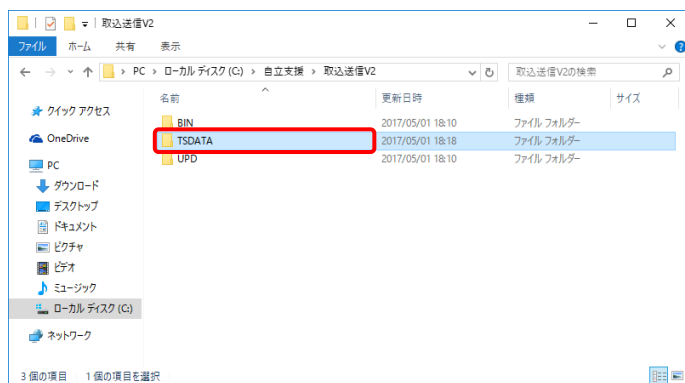 取込送信V2
ファイル ホーム 共有 表示
PC › ローカル ディスク (C:) › 自立支援 › 取込送信V2
取込送信V2の検索
名前 更新日時 種類 サイズ
クイック アクセス
OneDrive
PC
ダウンロード
デスクトップ
ドキュメント
ピクチャ
ビデオ
ミュージック
ローカル ディスク (C:)
ネットワーク
BIN 2017/05/01 18:10 ファイル フォルダー
TSDATA 2017/05/01 18:18 ファイル フォルダー
UPD 2017/05/01 18:10 ファイル フォルダー
3 個の項目 1 個の項目を選択